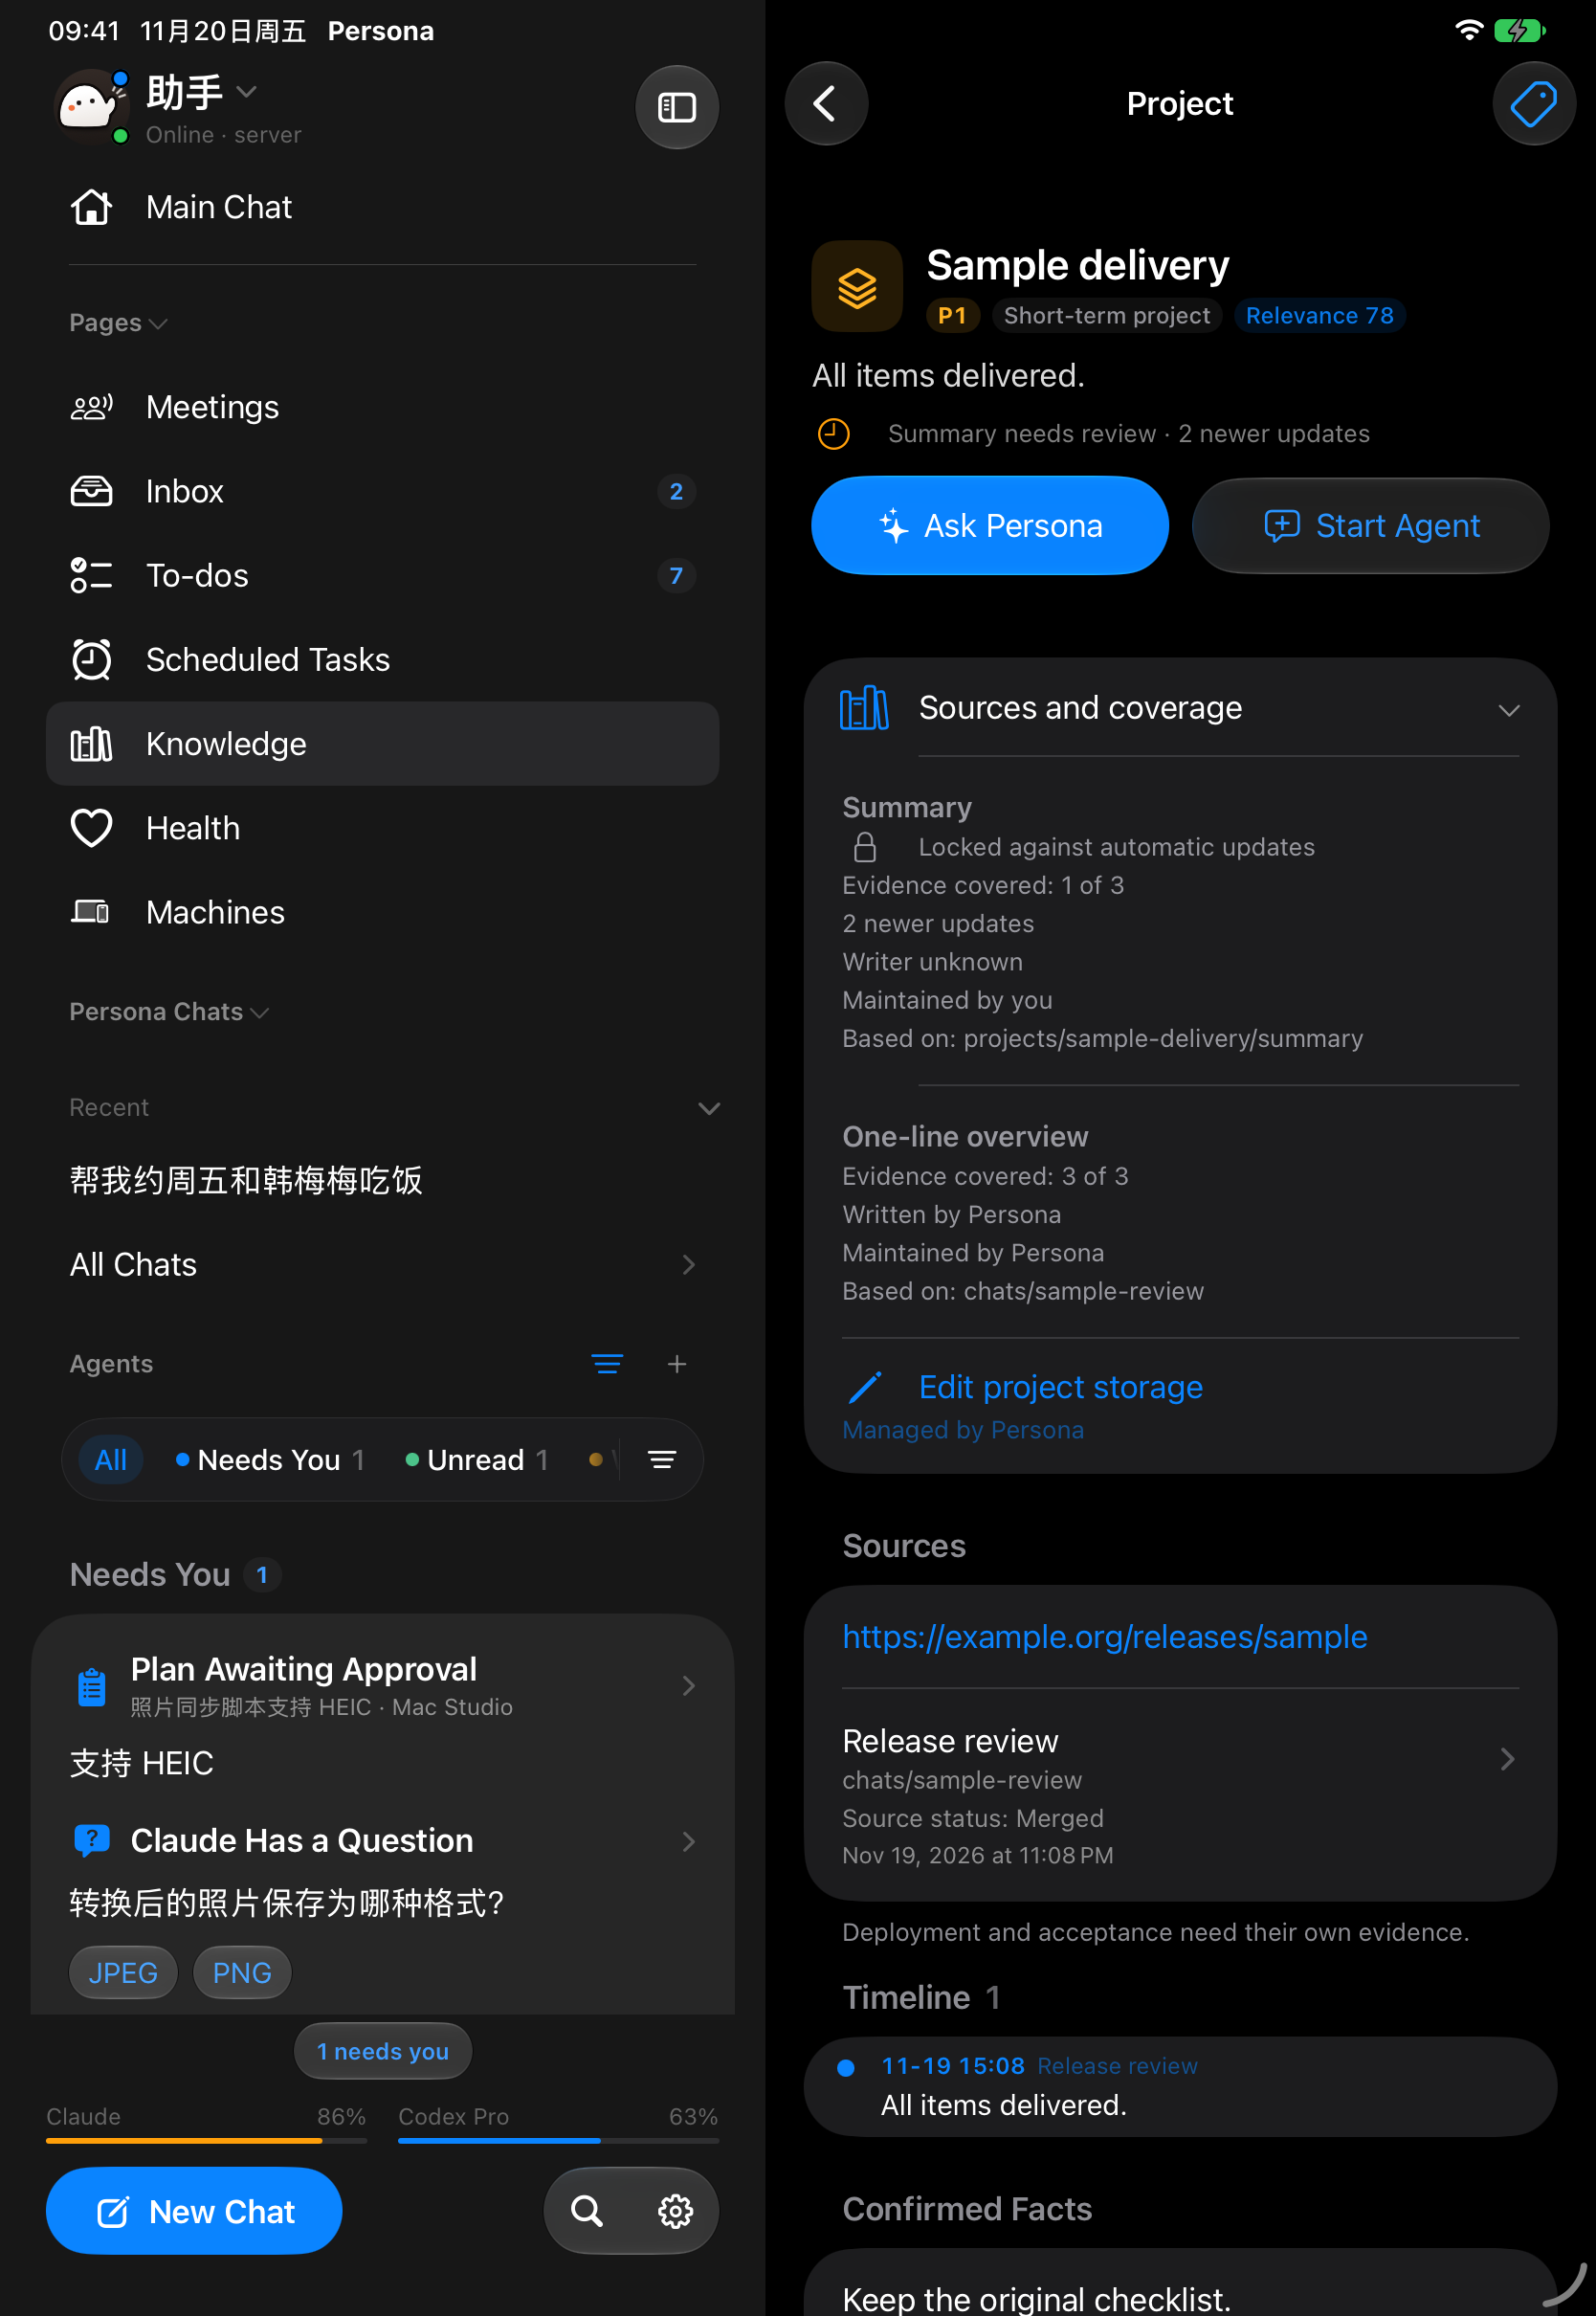 09:41 11月20日周五 Persona
助手
Online · server
Main Chat
Pages
Meetings
Inbox 2
To-dos 7
Scheduled Tasks
Knowledge
Health
Machines
Persona Chats
Recent
帮我约周五和韩梅梅吃饭
All Chats
Agents
All Needs You 1 Unread 1
Needs You 1
Plan Awaiting Approval
照片同步脚本支持 HEIC · Mac Studio
支持 HEIC
Claude Has a Question
转换后的照片保存为哪种格式?
JPEG PNG
1 needs you
Claude 86% Codex Pro 63%
New Chat
Project
Sample delivery
P1 Short-term project Relevance 78
All items delivered.
Summary needs review · 2 newer updates
Ask Persona Start Agent
Sources and coverage
Summary
Locked against automatic updates
Evidence covered: 1 of 3
2 newer updates
Writer unknown
Maintained by you
Based on: projects/sample-delivery/summary
One-line overview
Evidence covered: 3 of 3
Written by Persona
Maintained by Persona
Based on: chats/sample-review
Edit project storage
Managed by Persona
Sources
https://example.org/releases/sample
Release review
chats/sample-review
Source status: Merged
Nov 19, 2026 at 11:08 PM
Deployment and acceptance need their own evidence.
Timeline 1
11-19 15:08 Release review
All items delivered.
Confirmed Facts
Keep the original checklist.